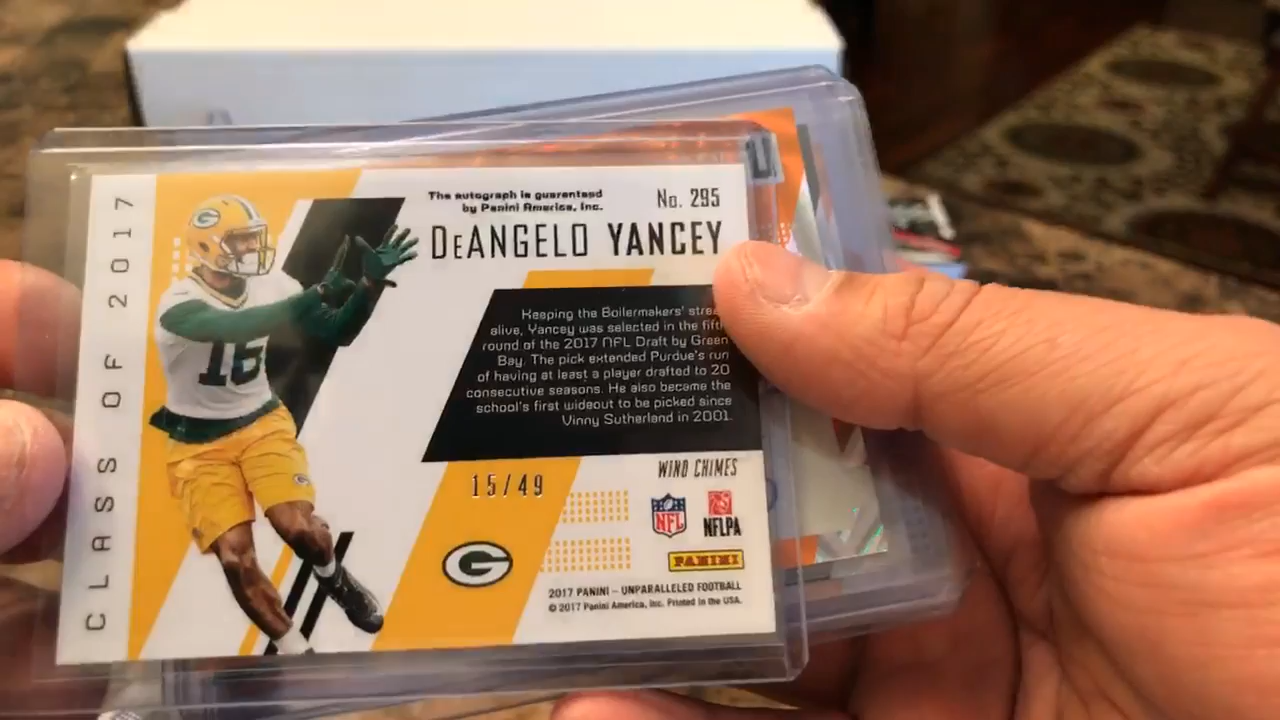 CLASS OF 2017
The autograph is guaranteed
by Panini America, Inc.
No. 295
DEANGELO YANCEY
Keeping the Boilermakers'
alive, Yancey was selected in the
round of the 2017 NFL Draft by Green
Bay. The pick extended Purdue's run
of having at least a player drafted to 20
consecutive seasons. He also became the
school's first wideout to be picked since
Vinny Sutherland in 2001.
16
15/49
WIND CHIMES
NFL
NFLPA
G
PANINI
2017 PANINI – UNPARALLELED FOOTBALL
© 2017 Panini America, Inc. Printed in the USA.